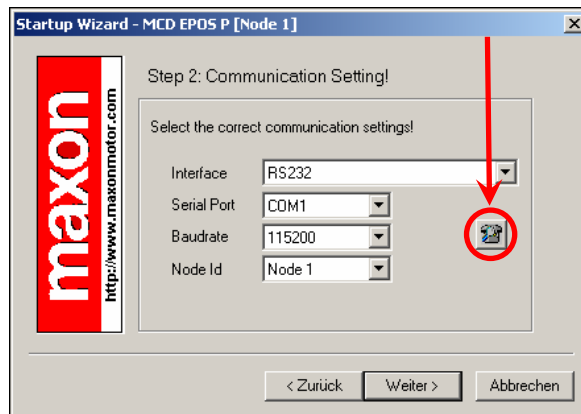 Startup Wizard - MCD EPOS P [Node 1]
maxon
http://www.maxonmotor.com
Step 2: Communication Setting!
Select the correct communication settings!
Interface RS232
Serial Port COM1
Baudrate 115200
Node Id Node 1
< Zurück Weiter > Abbrechen